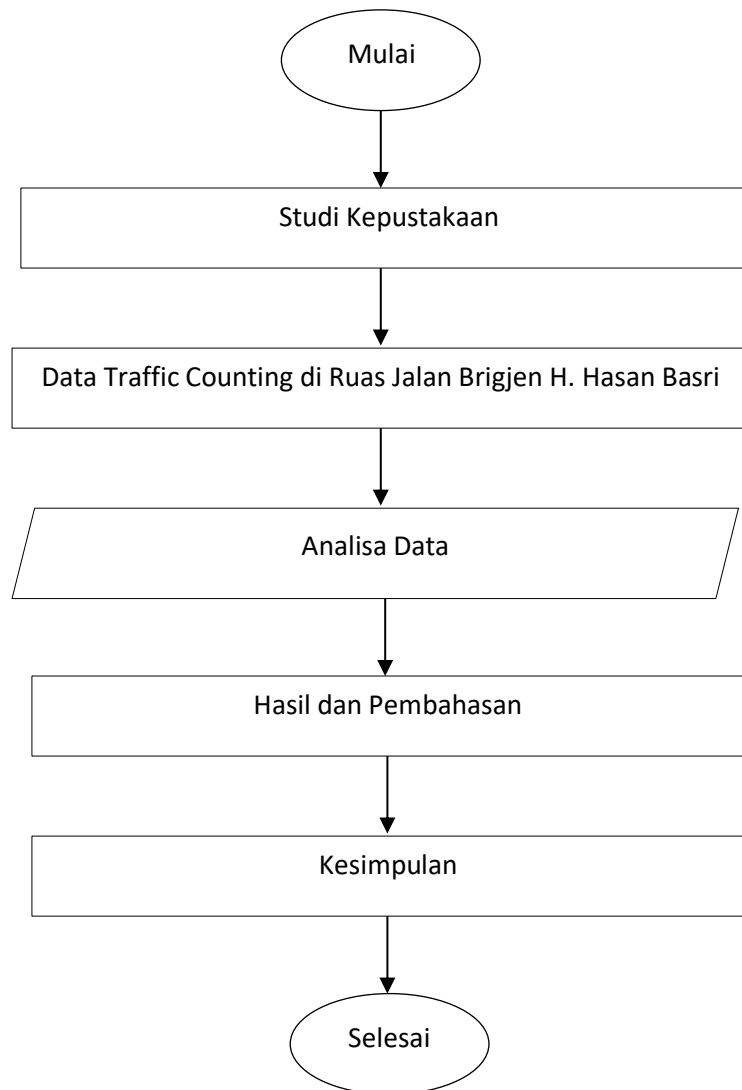 Mulai
Studi Kepustakaan
Data Traffic Counting di Ruas Jalan Brigjen H. Hasan Basri
Analisa Data
Hasil dan Pembahasan
Kesimpulan
Selesai